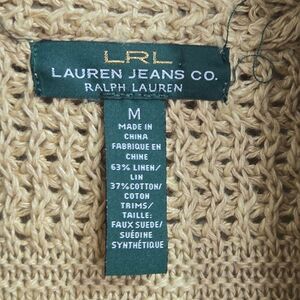 LRL
LAUREN JEANS CO.
RALPH LAUREN
M
MADE IN
CHINA
FABRIQUE EN
CHINE
63% LINEN/
LIN
37% COTTON/
COTON
TRIMS/
TAILLE:
FAUX SUEDE/
SUÉDINE
SYNTHÉTIQUE